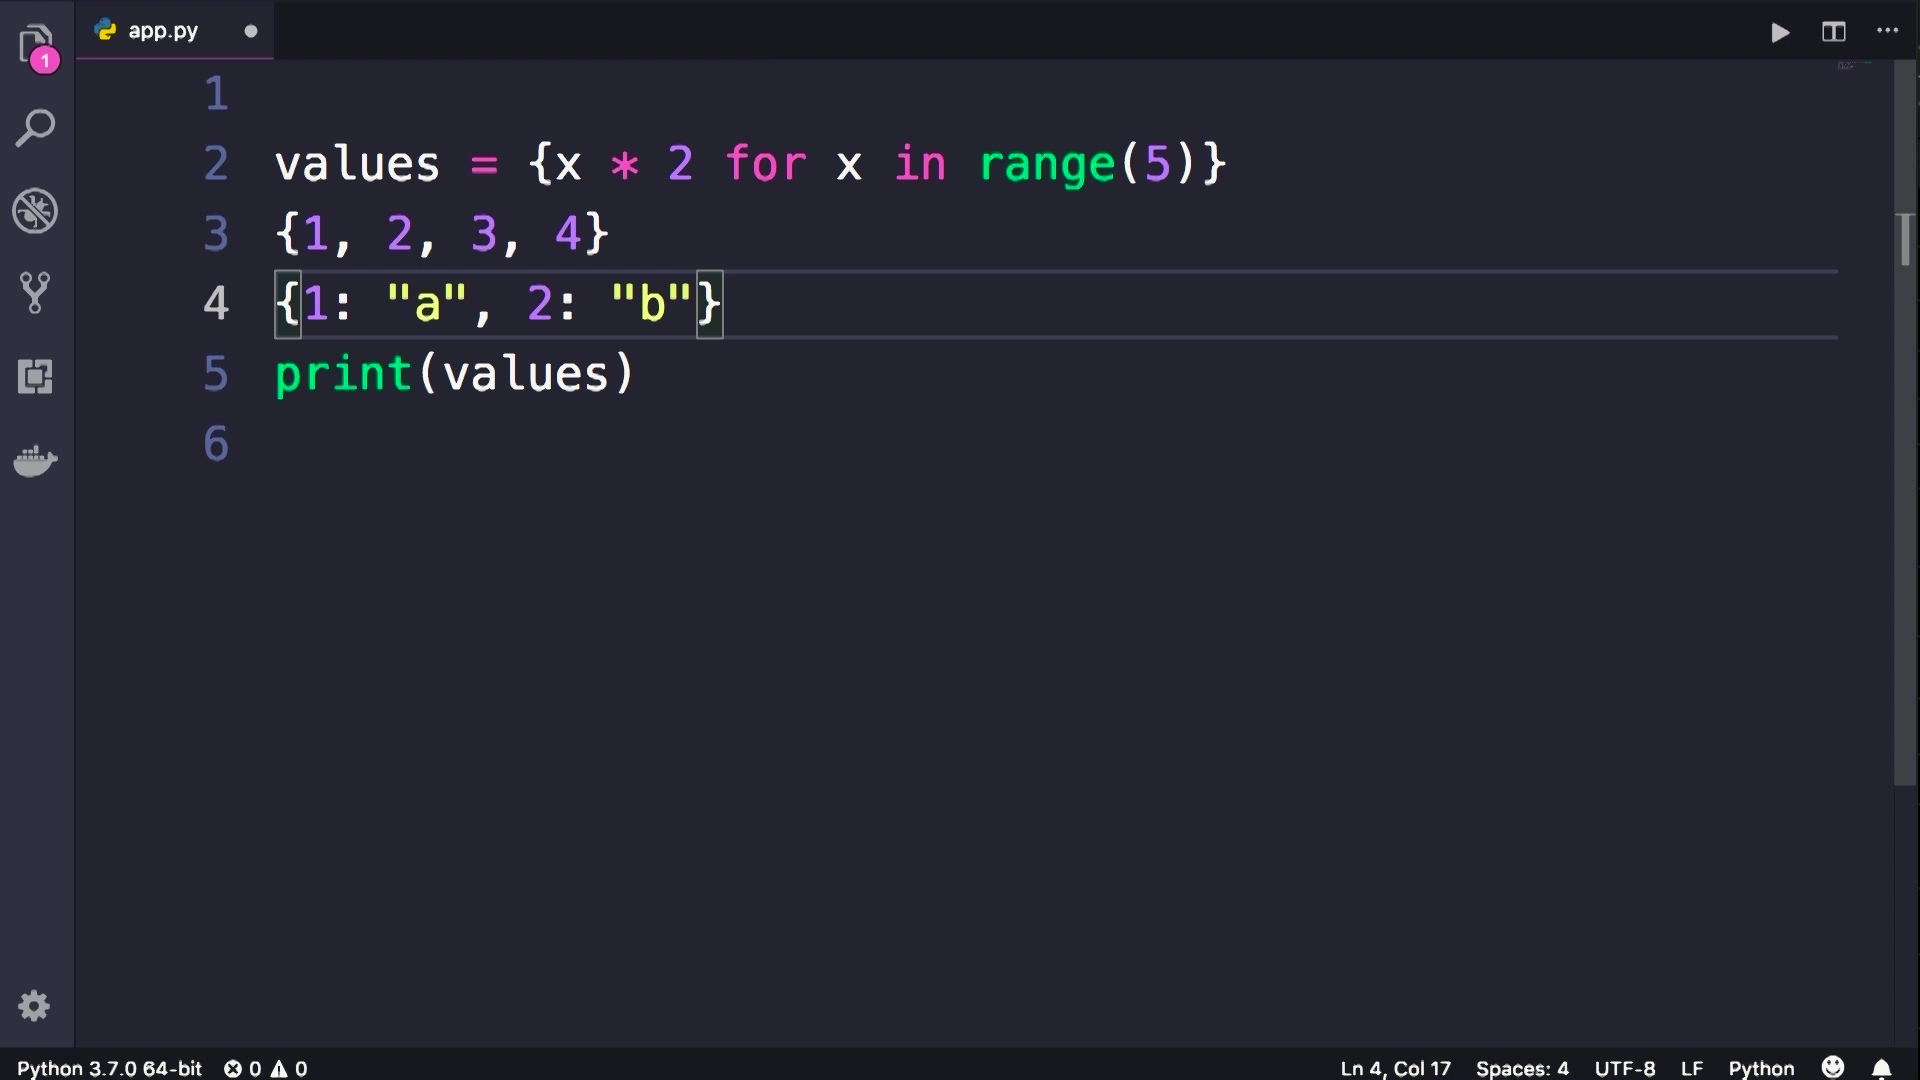 app.py
1
1
2 values = {x * 2 for x in range(5)}
3 {1, 2, 3, 4}
4 {1: "a", 2: "b"}
5 print(values)
6
Python 3.7.0 64-bit 0 0 Ln 4, Col 17 Spaces: 4 UTF-8 LF Python